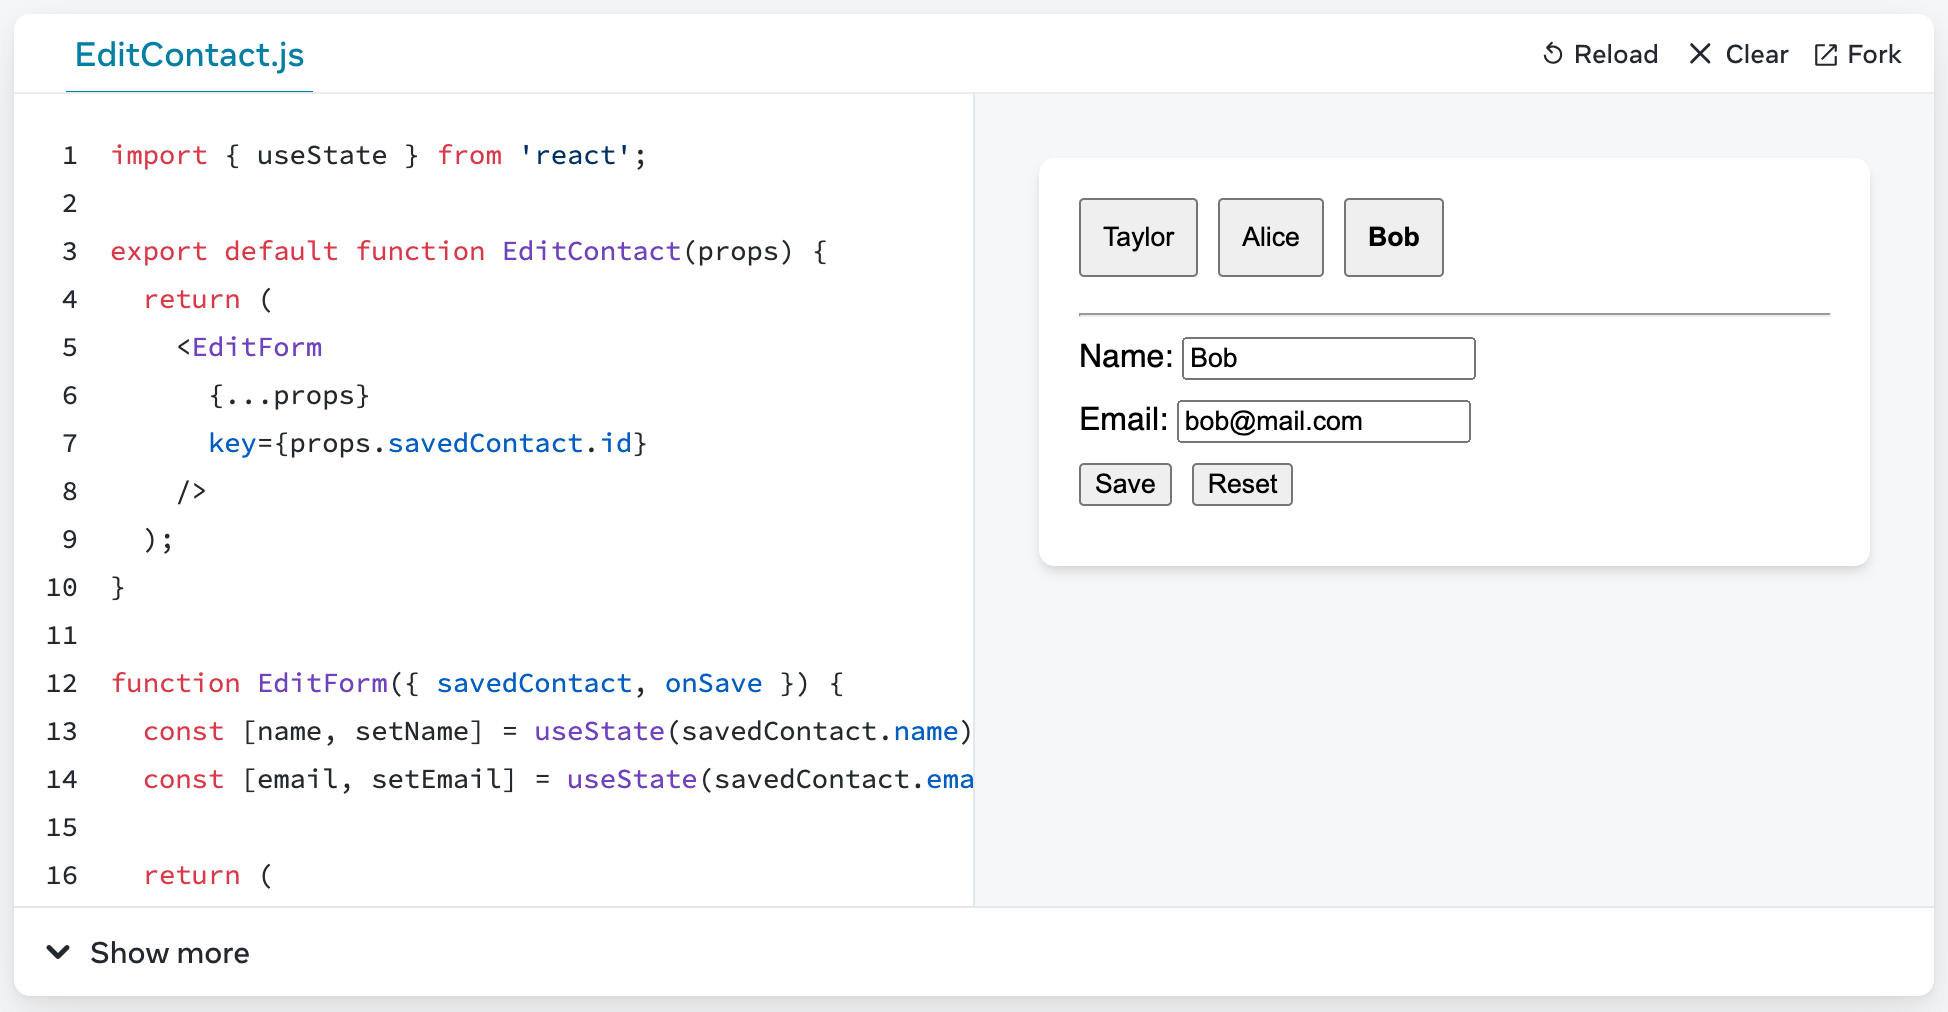 EditContact.js
Reload Clear Fork
1 import { useState } from 'react';
2
3 export default function EditContact(props) {
4   return (
5     <EditForm
6       {...props}
7       key={props.savedContact.id}
8     />
9   );
10 }
11
12 function EditForm({ savedContact, onSave }) {
13   const [name, setName] = useState(savedContact.name)
14   const [email, setEmail] = useState(savedContact.ema
15
16   return (
Show more
Taylor Alice Bob
Name: Bob
Email: bob@mail.com
Save Reset